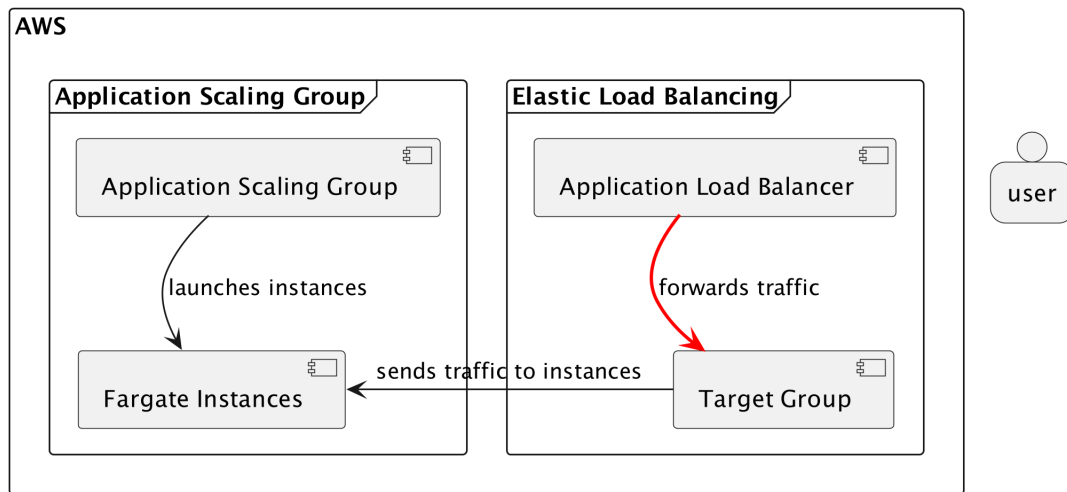 AWS
Application Scaling Group
Elastic Load Balancing
Application Scaling Group
Application Load Balancer
user
launches instances
forwards traffic
sends traffic to instances
Fargate Instances
Target Group